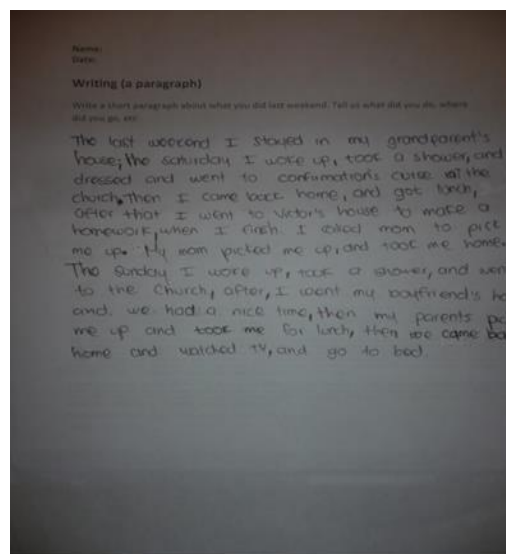 Name:
Date:
Writing (a paragraph)
Write a short paragraph about what you did last weekend. Tell us what did you do, where
did you go, etc.
The last weecend I stayed in my grandparent's
house; the saturday I woke up, took a shower, and
dressed and went to confirmations at the
church, Then I came back home, and got lunch,
after that I went to Victor's house to make a
homework, when I finish I called mom to pick
me up. My mom picked me up, and took me home.
The Sunday I woke up, took a shower, and wen
to the Church, after, I went my boyfriend's ho
and we had a nice time, then my parents pic
me up and took me for lunch, then we came ba
home and watched TV, and go to bed.